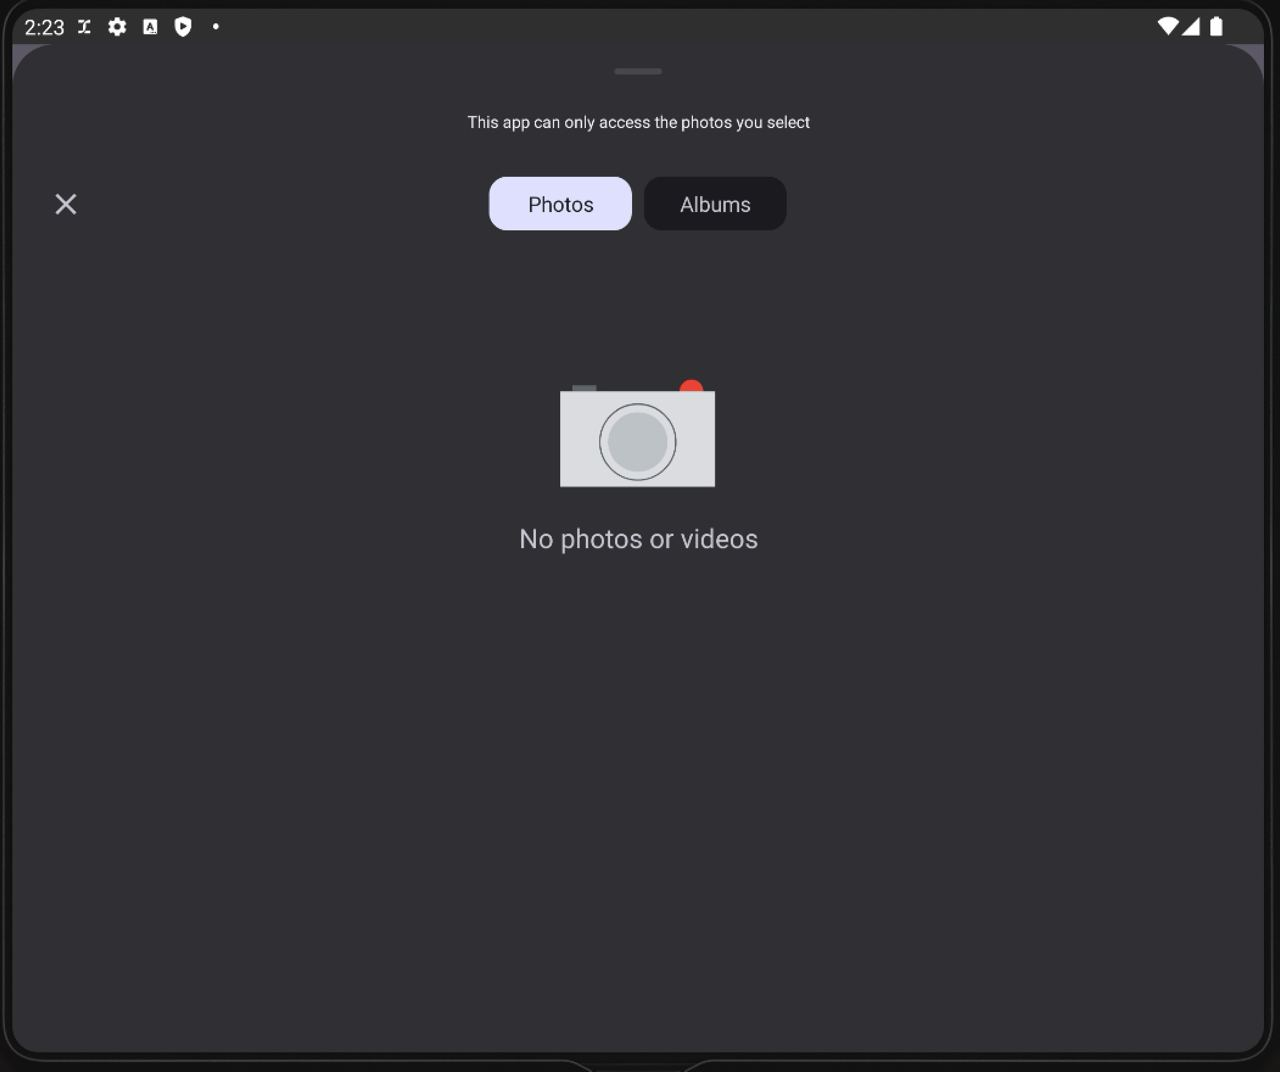 2:23
This app can only access the photos you select
Photos
Albums
No photos or videos